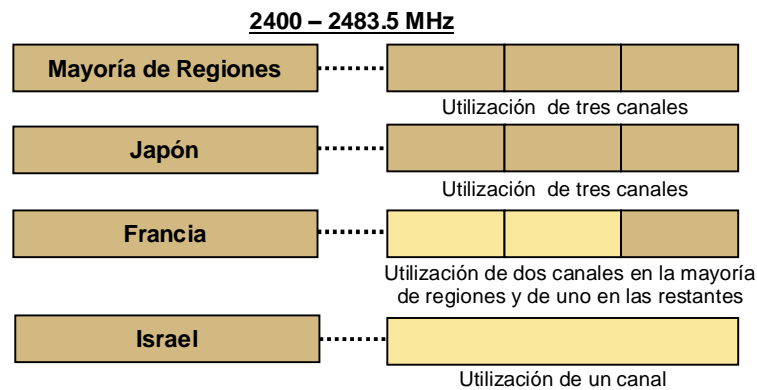 2400 – 2483.5 MHz
Mayoría de Regiones
Utilización de tres canales
Japón
Utilización de tres canales
Francia
Utilización de dos canales en la mayoría
de regiones y de uno en las restantes
Israel
Utilización de un canal